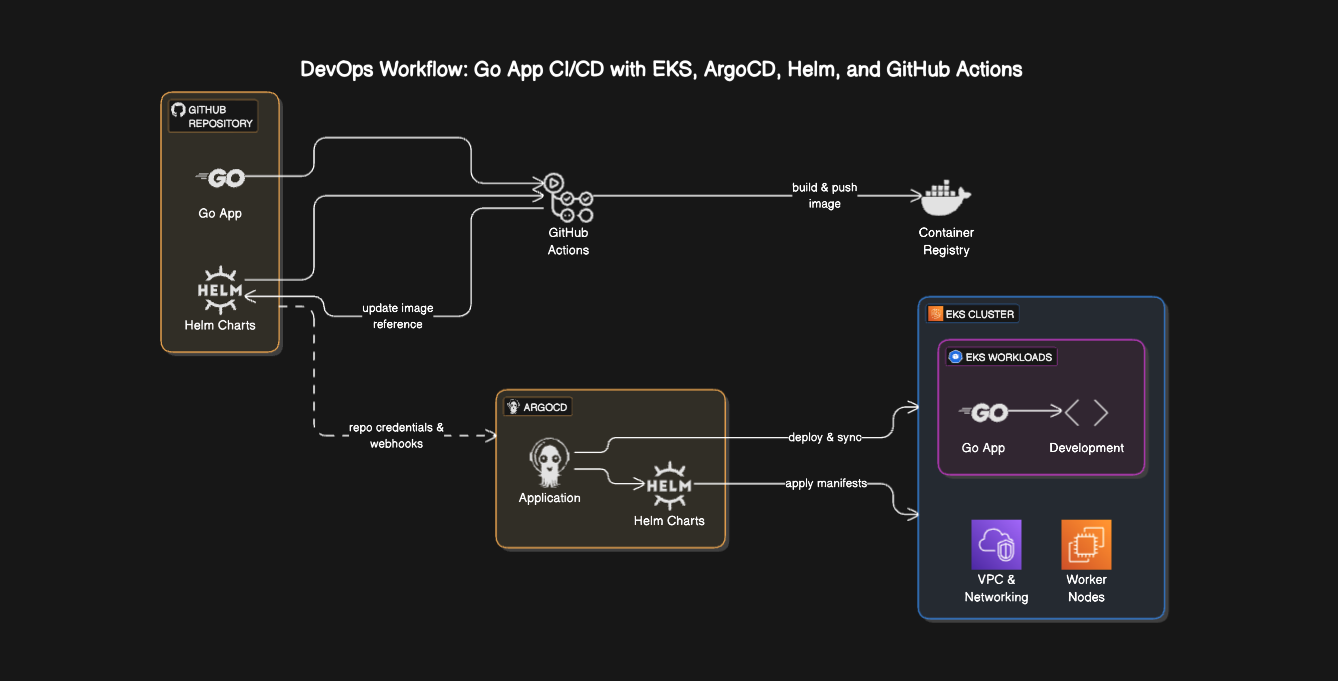 DevOps Workflow: Go App CI/CD with EKS, ArgoCD, Helm, and GitHub Actions
GITHUB
REPOSITORY
GO
Go App
HELM
Helm Charts
update image
reference
GitHub
Actions
build & push
image
Container
Registry
repo credentials &
webhooks
ARGOCD
Application
HELM
Helm Charts
deploy & sync
apply manifests
EKS CLUSTER
EKS WORKLOADS
GO
Go App
Development
VPC &
Networking
Worker
Nodes